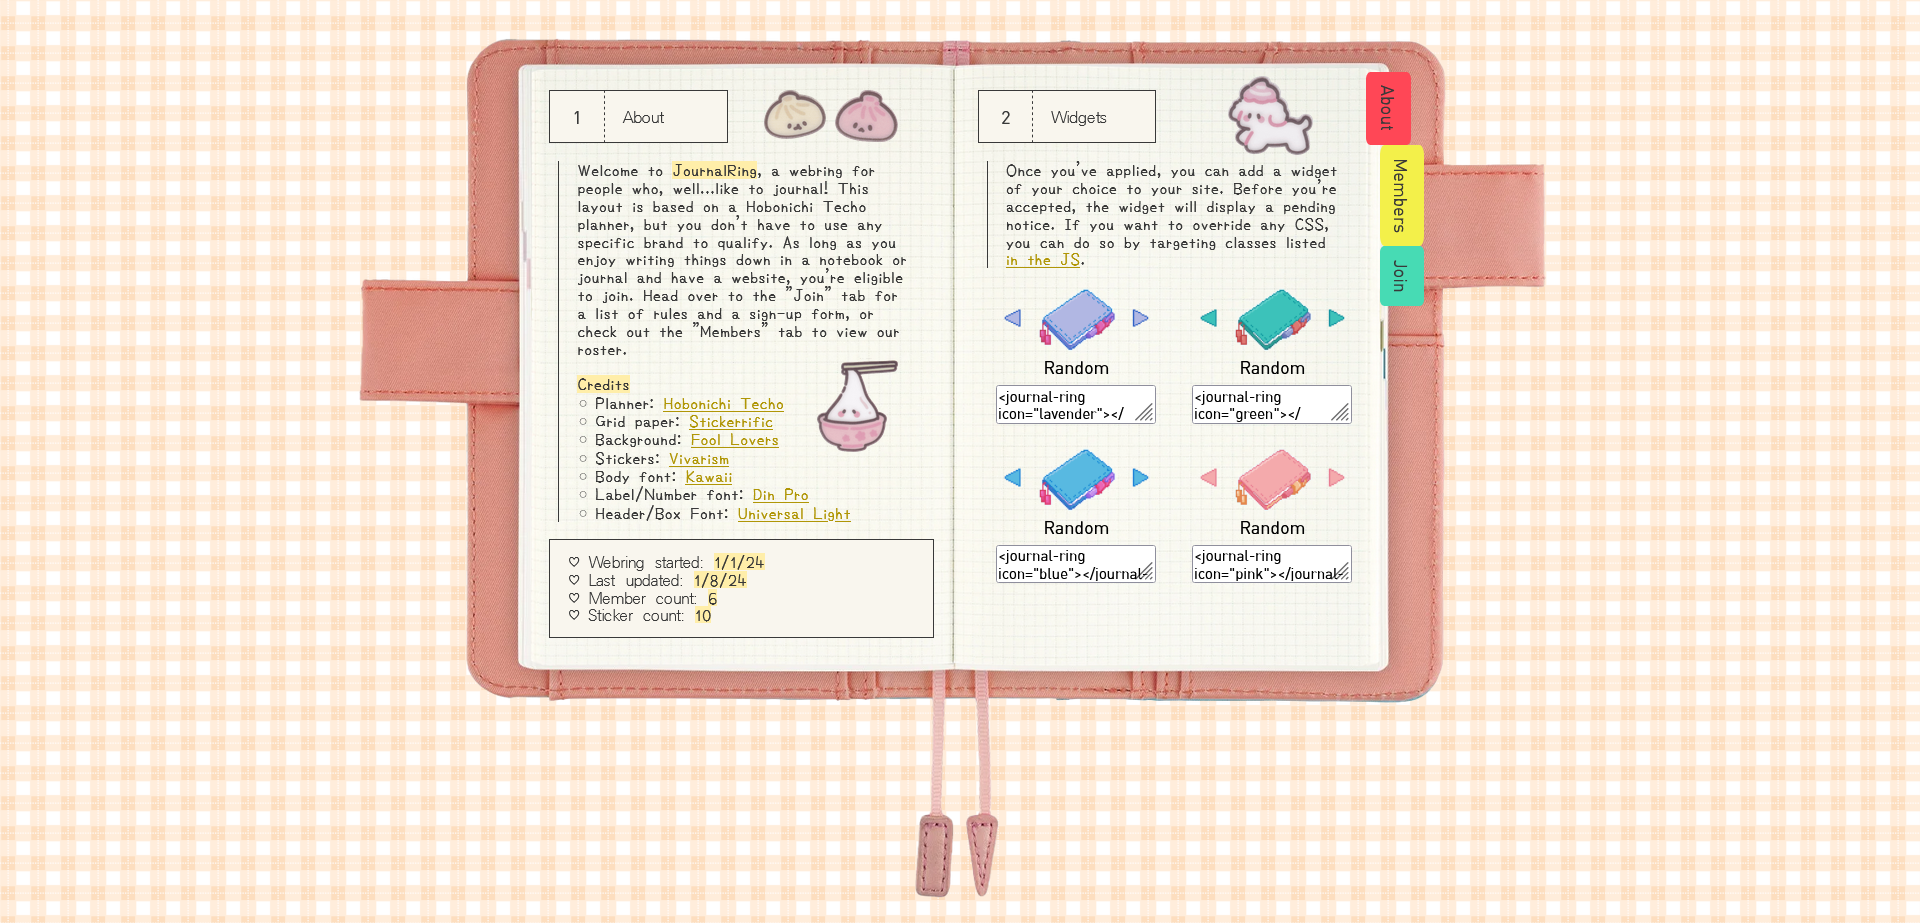 1 About
Welcome to JournalRing, a webring for
people who, well...like to journal! This
layout is based on a Hobonichi Techo
planner, but you don't have to use any
specific brand to qualify. As long as you
enjoy writing things down in a notebook or
journal and have a website, you're eligible
to join. Head over to the "Join" tab for
a list of rules and a sign-up form, or
check out the "Members" tab to view our
roster.
Credits
○ Planner: Hobonichi Techo
○ Grid paper: Stickerrific
○ Background: Fool Lovers
○ Stickers: Vivarism
○ Body font: Kawaii
○ Label/Number font: Din Pro
○ Header/Box Font: Universal Light
♡ Webring started: 1/1/24
♡ Last updated: 1/8/24
♡ Member count: 6
♡ Sticker count: 10
2 Widgets
Once you've applied, you can add a widget
of your choice to your site. Before you're
accepted, the widget will display a pending
notice. If you want to override any CSS,
you can do so by targeting classes listed
in the JS.
Random
<journal-ring
icon="lavender"></
Random
<journal-ring
icon="green"></
Random
<journal-ring
icon="blue"></journal-
Random
<journal-ring
icon="pink"></journal-
About
Members
Join